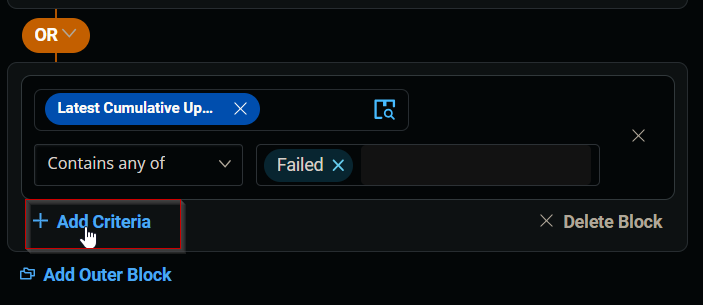 OR
Latest Cumulative Up...
Contains any of
Failed
Add Criteria
Delete Block
Add Outer Block